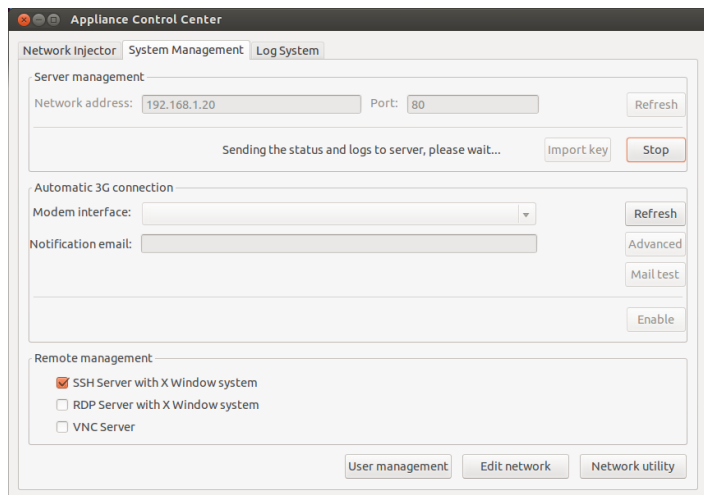 Appliance Control Center
Network Injector System Management Log System
Server management
Network address: 192.168.1.20 Port: 80 Refresh
Sending the status and logs to server, please wait... Import key Stop
Automatic 3G connection
Modem interface: Refresh
Notification email: Advanced
Mail test
Enable
Remote management
SSH Server with X Window system
RDP Server with X Window system
VNC Server
User management Edit network Network utility